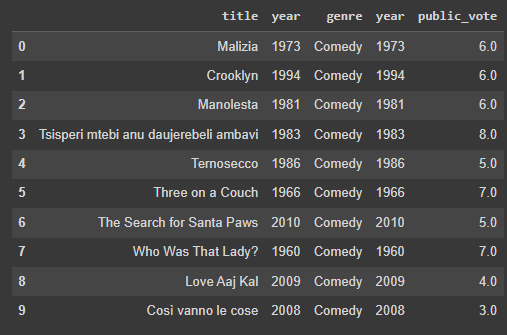 title year genre year public_vote
0 Malizia 1973 Comedy 1973 6.0
1 Crooklyn 1994 Comedy 1994 6.0
2 Manolesta 1981 Comedy 1981 6.0
3 Tsisperi mtebi anu daujerebeli ambavi 1983 Comedy 1983 8.0
4 Ternosecco 1986 Comedy 1986 5.0
5 Three on a Couch 1966 Comedy 1966 7.0
6 The Search for Santa Paws 2010 Comedy 2010 5.0
7 Who Was That Lady? 1960 Comedy 1960 7.0
8 Love Aaj Kal 2009 Comedy 2009 4.0
9 Così vanno le cose 2008 Comedy 2008 3.0